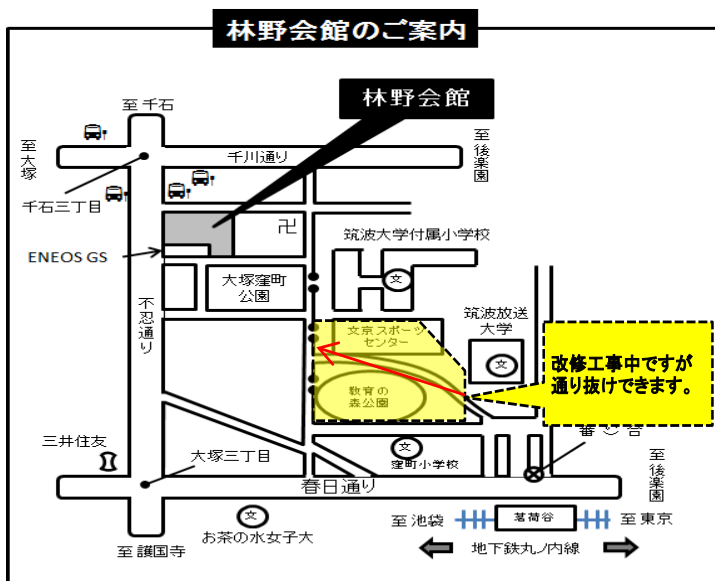 林野会館のご案内
至千石
林野会館
至大塚
千川通り
至後楽園
千石三丁目
卍
筑波大学付属小学校
ENEOS GS
文
大塚窪町
公園
不忍通り
筑波放送
大学
文京スポーツ
センター
文
改修工事中ですが
通り抜けできます。
教育の
森公園
三井住友
大塚三丁目
文
窪町小学校
至後楽園
春日通り
文
お茶の水女子大
至池袋
茗荷谷
至東京
至護国寺
地下鉄丸ノ内線